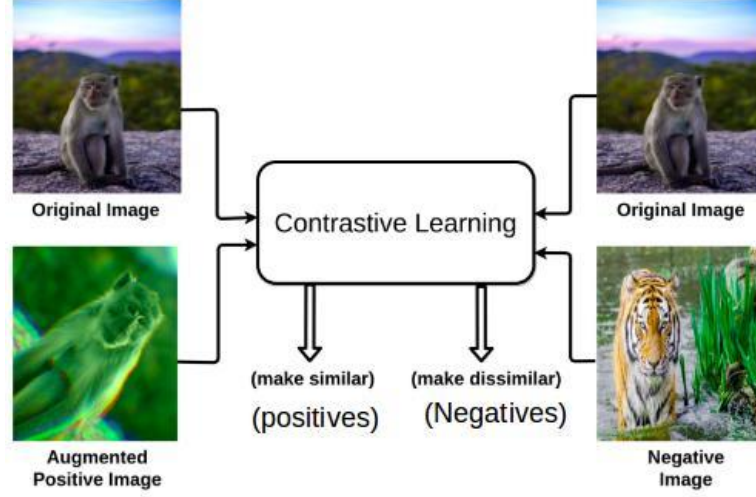 Original Image
Original Image
Contrastive Learning
(make similar)
(make dissimilar)
(positives)
(Negatives)
Augmented
Positive Image
Negative
Image